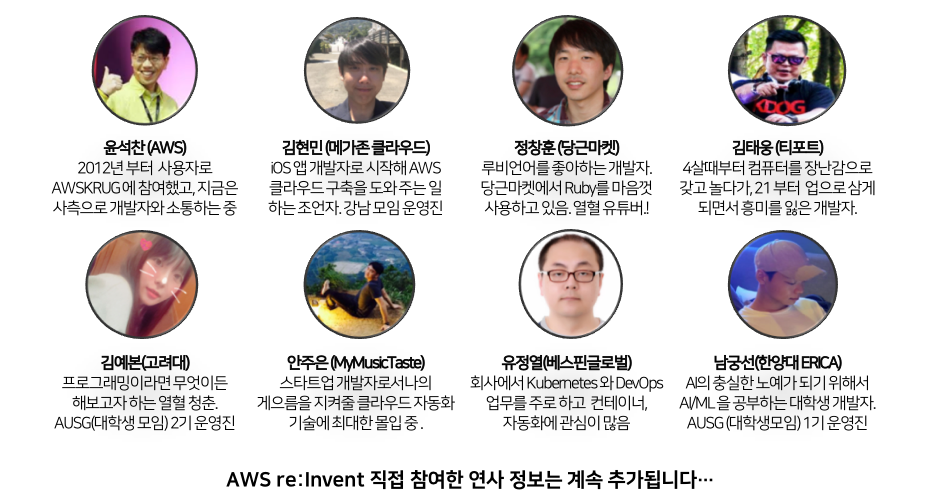 윤석찬 (AWS)
2012년 부터 사용자로
AWSKRUG 에 참여했고, 지금은
사측으로 개발자와 소통하는 중
김현민 (메가존 클라우드)
iOS 앱 개발자로 시작해 AWS
클라우드 구축을 도와 주는 일
하는 조언자. 강남 모임 운영진
정창훈 (당근마켓)
루비언어를 좋아하는 개발자.
당근마켓에서 Ruby를 마음껏
사용하고 있음. 열혈 유튜버.!
김태웅 (티포트)
4살때부터 컴퓨터를 장난감으로
갖고 놀다가, 21 부터 업으로 삼게
되면서 흥미를 잃은 개발자.
김예본(고려대)
프로그래밍이라면 무엇이든
해보고자 하는 열혈 청춘.
AUSG(대학생 모임) 2기 운영진
안주은 (MyMusicTaste)
스타트업 개발자로서나의
게으름을 지켜줄 클라우드 자동화
기술에 최대한 몰입 중 .
유정열(베스핀글로벌)
회사에서 Kubernetes 와 DevOps
업무를 주로 하고 컨테이너,
자동화에 관심이 많음
남궁선(한양대 ERICA)
AI의 충실한 노예가 되기 위해서
AI/ML 을 공부하는 대학생 개발자.
AUSG (대학생모임) 1기 운영진
AWS re:Invent 직접 참여한 연사 정보는 계속 추가됩니다…